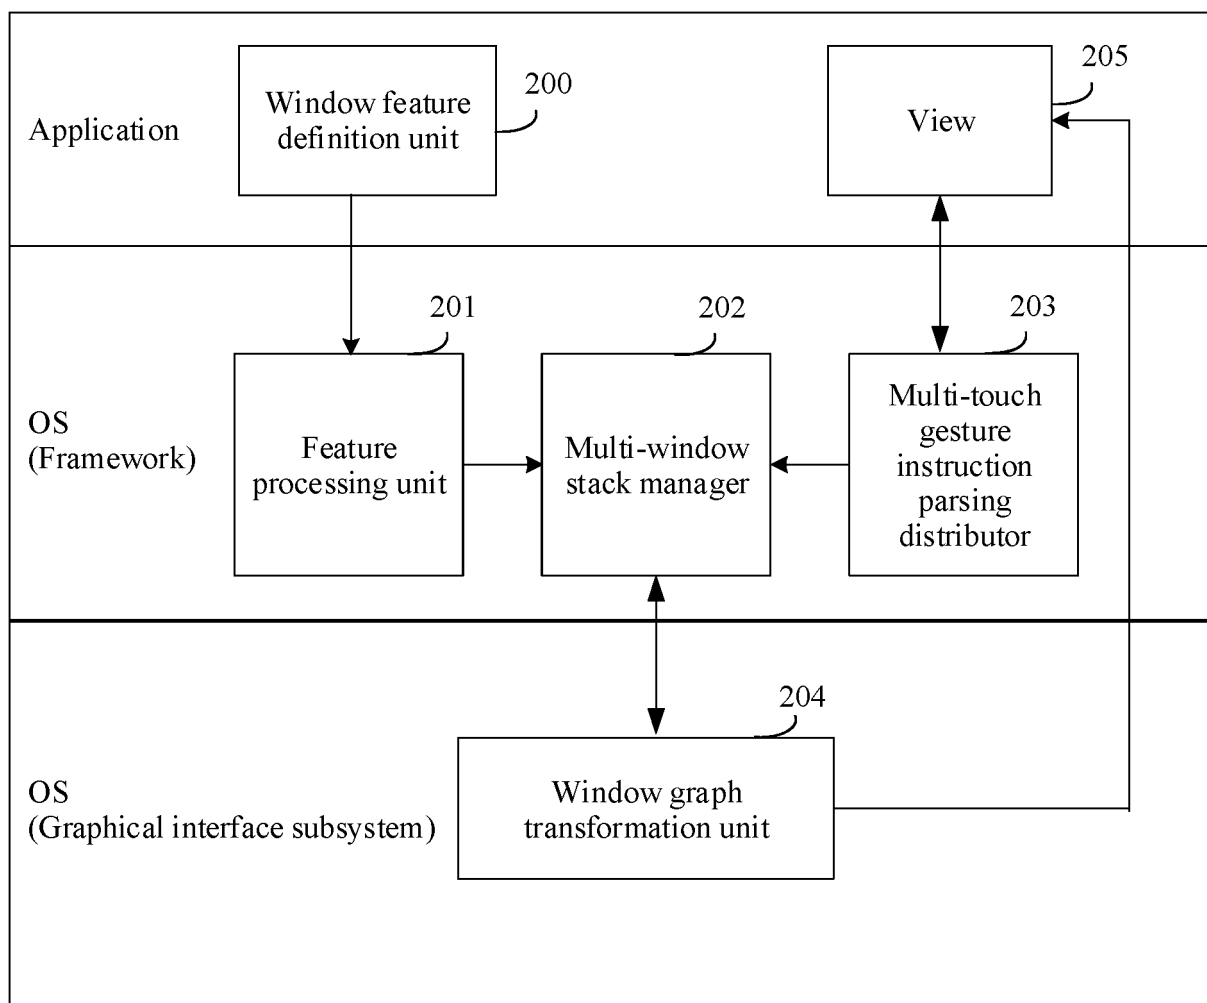 Application
Window feature
definition unit
200
View
205
OS
(Framework)
201
Feature
processing unit
202
Multi-window
stack manager
203
Multi-touch
gesture
instruction
parsing
distributor
OS
(Graphical interface subsystem)
204
Window graph
transformation unit